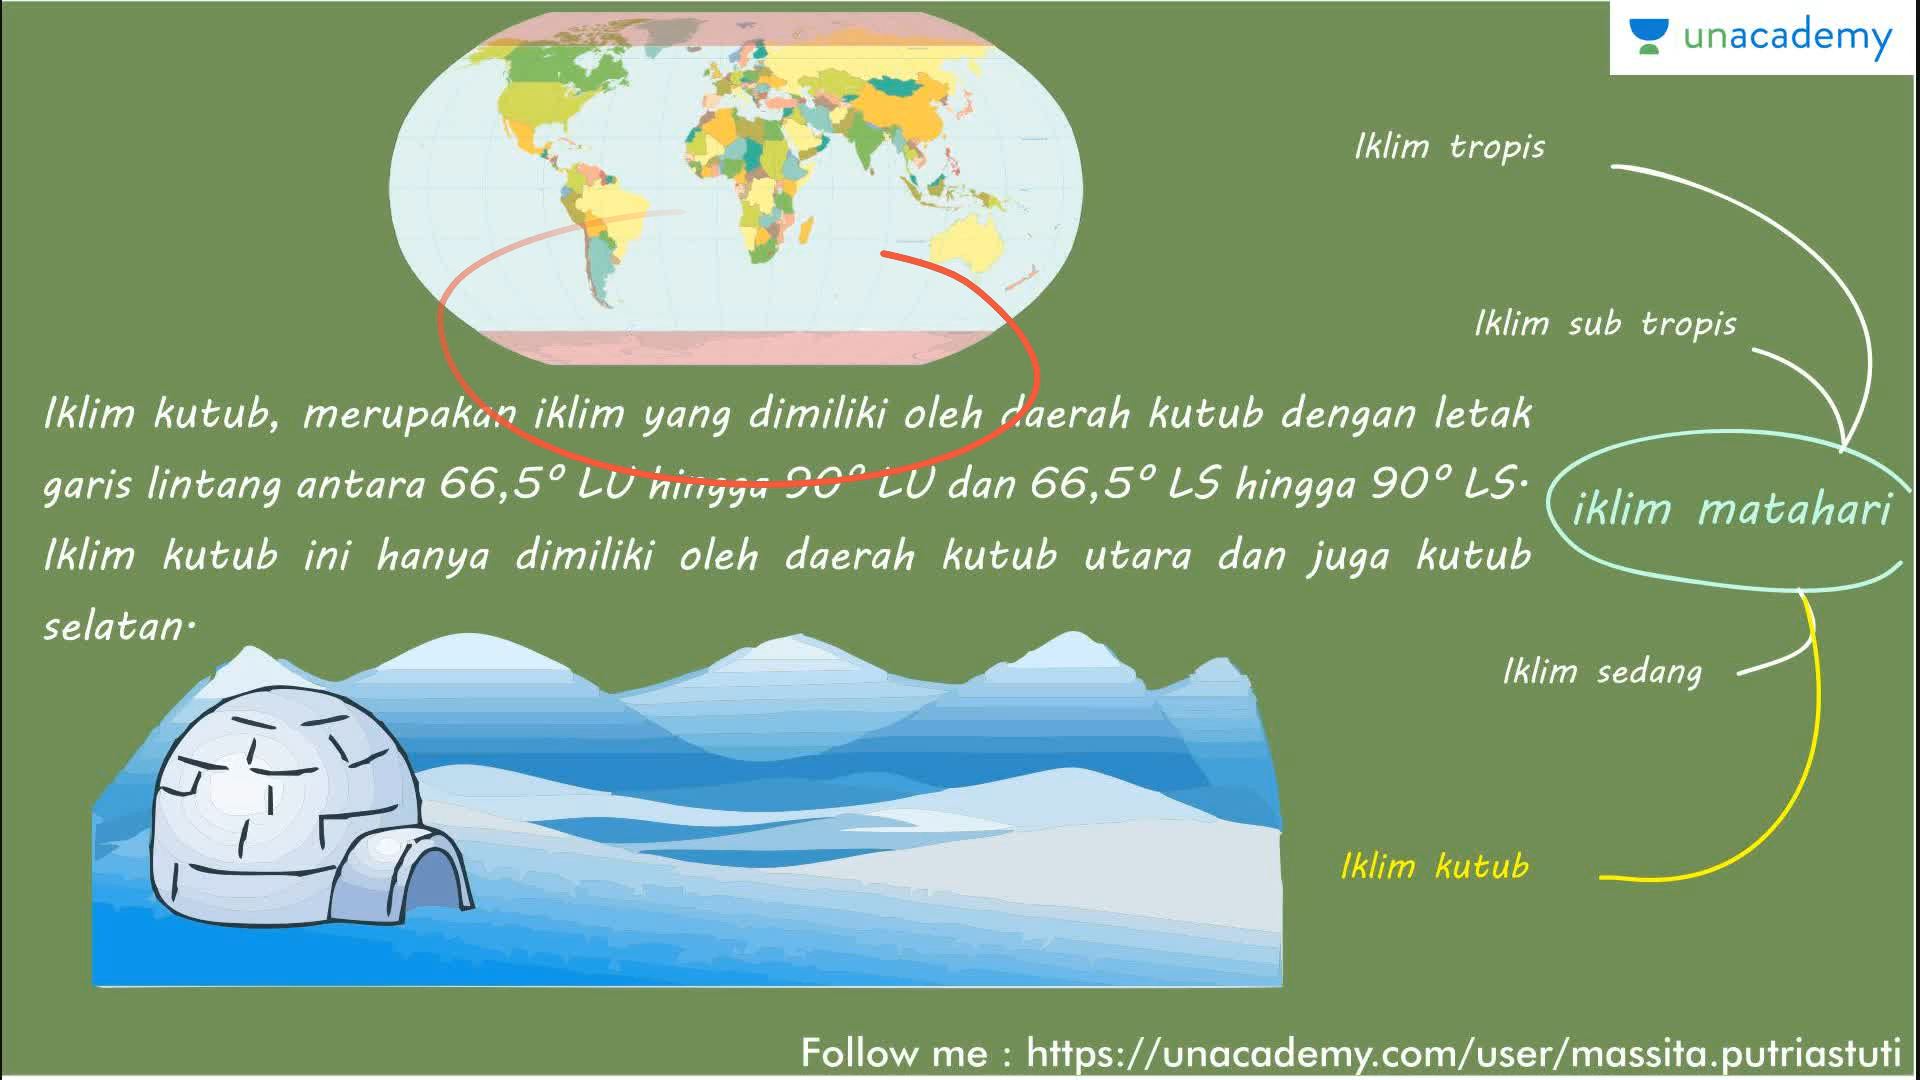 unacademy
Iklim tropis
Iklim sub tropis
Iklim kutub, merupakan iklim yang dimiliki oleh daerah kutub dengan letak
garis lintang antara 66,5° LU hingga 90° LU dan 66,5° LS hingga 90° LS.
Iklim kutub ini hanya dimiliki oleh daerah kutub utara dan juga kutub
selatan.
iklim matahari
Iklim sedang
Iklim kutub
Follow me : https://unacademy.com/user/massita.putriastuti